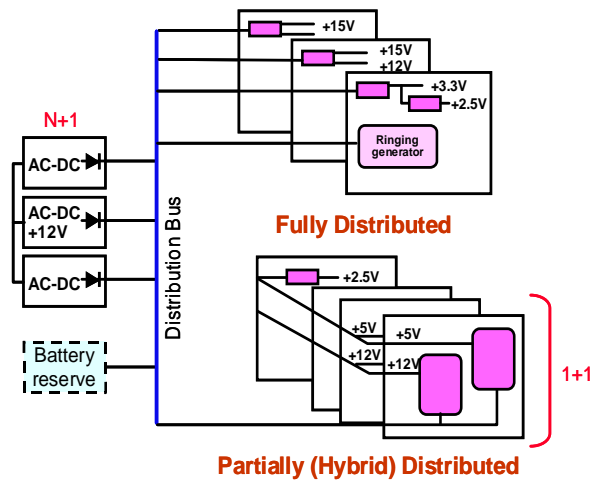 +15V
+15V
+12V
+3.3V
+2.5V
Ringing
generator
N+1
AC-DC
AC-DC
+12V
AC-DC
Battery
reserve
Distribution Bus
Fully Distributed
+2.5V
+5V
+5V
+12V
+12V
1+1
Partially (Hybrid) Distributed